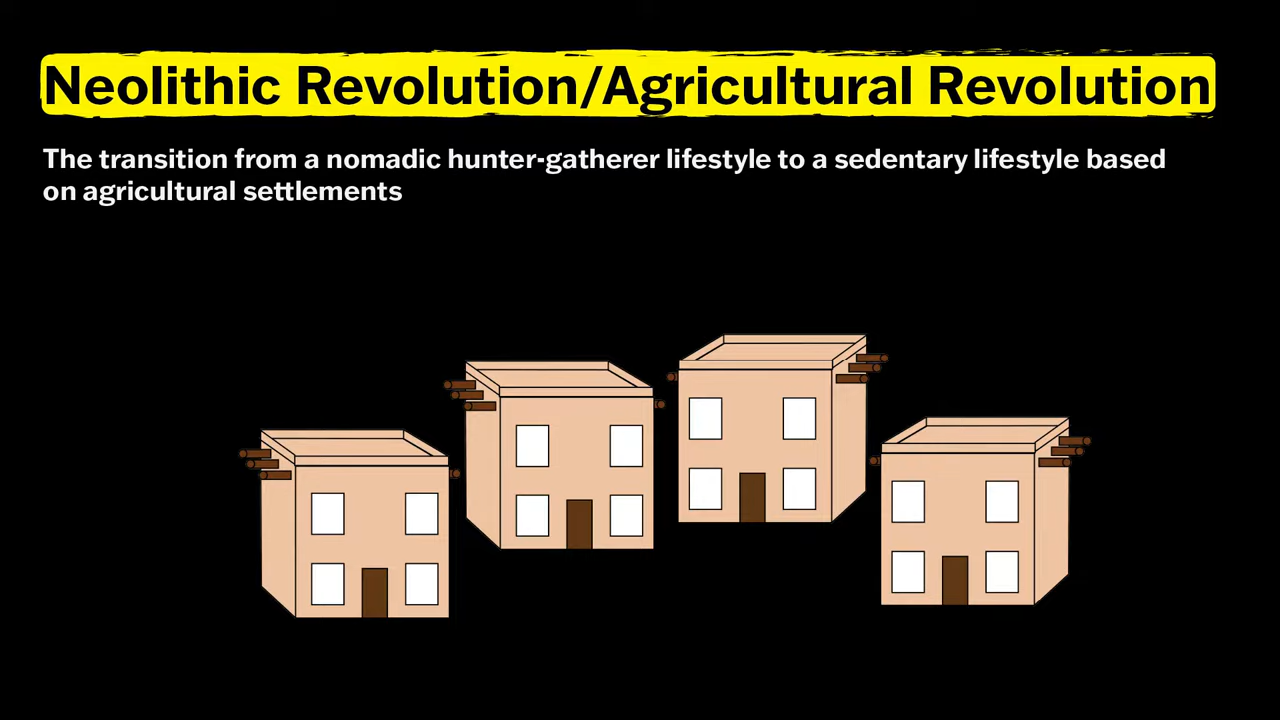 Neolithic Revolution/Agricultural Revolution
The transition from a nomadic hunter-gatherer lifestyle to a sedentary lifestyle based
on agricultural settlements